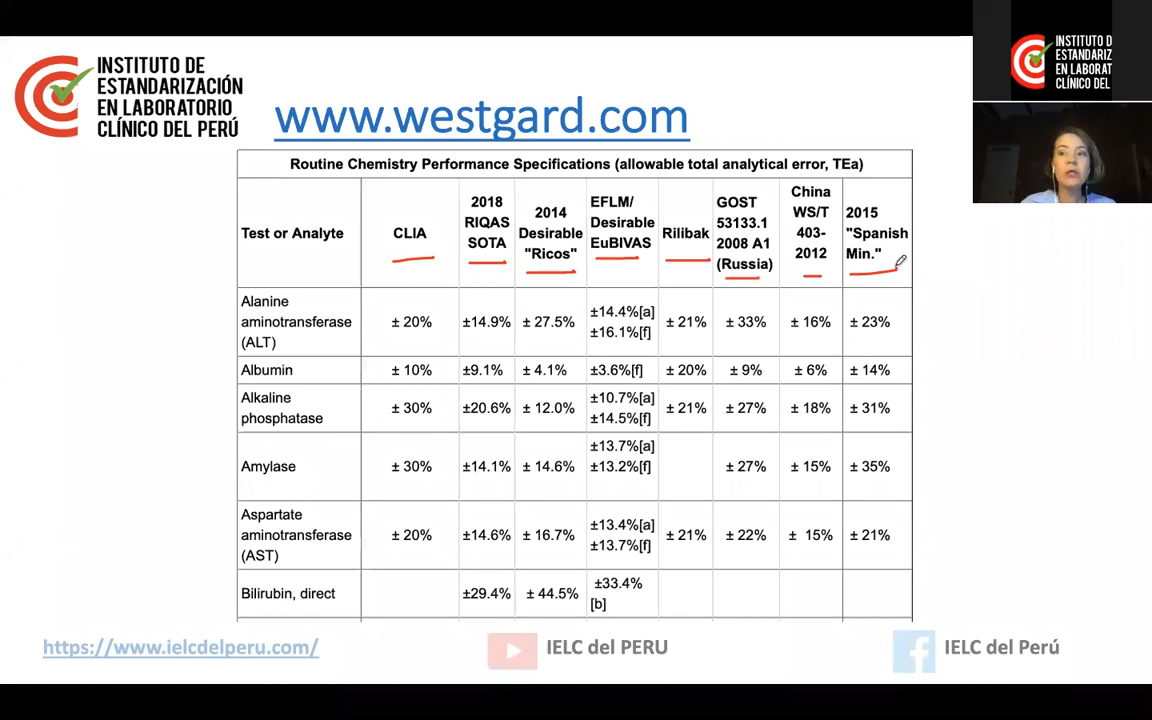 INSTITUTO DE
ESTANDARIZACIÓN
EN LABORATORIO
CLÍNICO DEL PERÚ
www.westgard.com
INSTITUTO D
ESTANDARIZ
EN LABORAT
CLÍNICO DEL
Routine Chemistry Performance Specifications (allowable total analytical error, TEa)
Test or Analyte
CLIA
2018
RIQAS
SOTA
2014
Desirable
"Ricos"
EFLM/
Desirable
EuBIVAS
Rilibak
GOST
53133.1
2008 A1
(Russia)
China
WS/T
403-
2012
2015
"Spanish
Min."
Alanine
aminotransferase
(ALT)
± 20%
±14.9%
± 27.5%
±14.4%[a]
±16.1%[f]
± 21%
± 33%
± 16%
± 23%
Albumin
± 10%
±9.1%
± 4.1%
±3.6%[f]
± 20%
± 9%
± 6%
± 14%
Alkaline
phosphatase
± 30%
±20.6%
± 12.0%
±10.7%[a]
±14.5%[f]
± 21%
± 27%
± 18%
± 31%
Amylase
± 30%
±14.1%
± 14.6%
±13.7%[a]
±13.2%[f]
± 27%
± 15%
± 35%
Aspartate
aminotransferase
(AST)
± 20%
±14.6%
± 16.7%
±13.4%[a]
±13.7%[f]
± 21%
± 22%
± 15%
± 21%
Bilirubin, direct
±29.4%
± 44.5%
±33.4%
[b]
https://www.ielcdelperu.com/
IELC del PERU
IELC del Perú